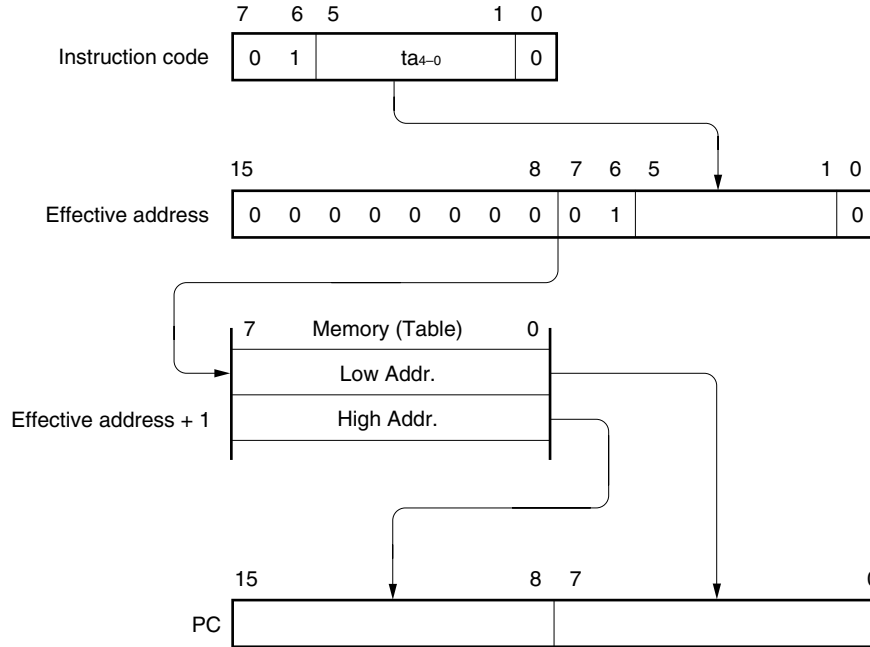 7 6 5 1 0
Instruction code 0 1 ta4–0 0
15 8 7 6 5 1 0
Effective address 0 0 0 0 0 0 0 0 0 1 0
7 Memory (Table) 0
Low Addr.
Effective address + 1 High Addr.
15 8 7 0
PC